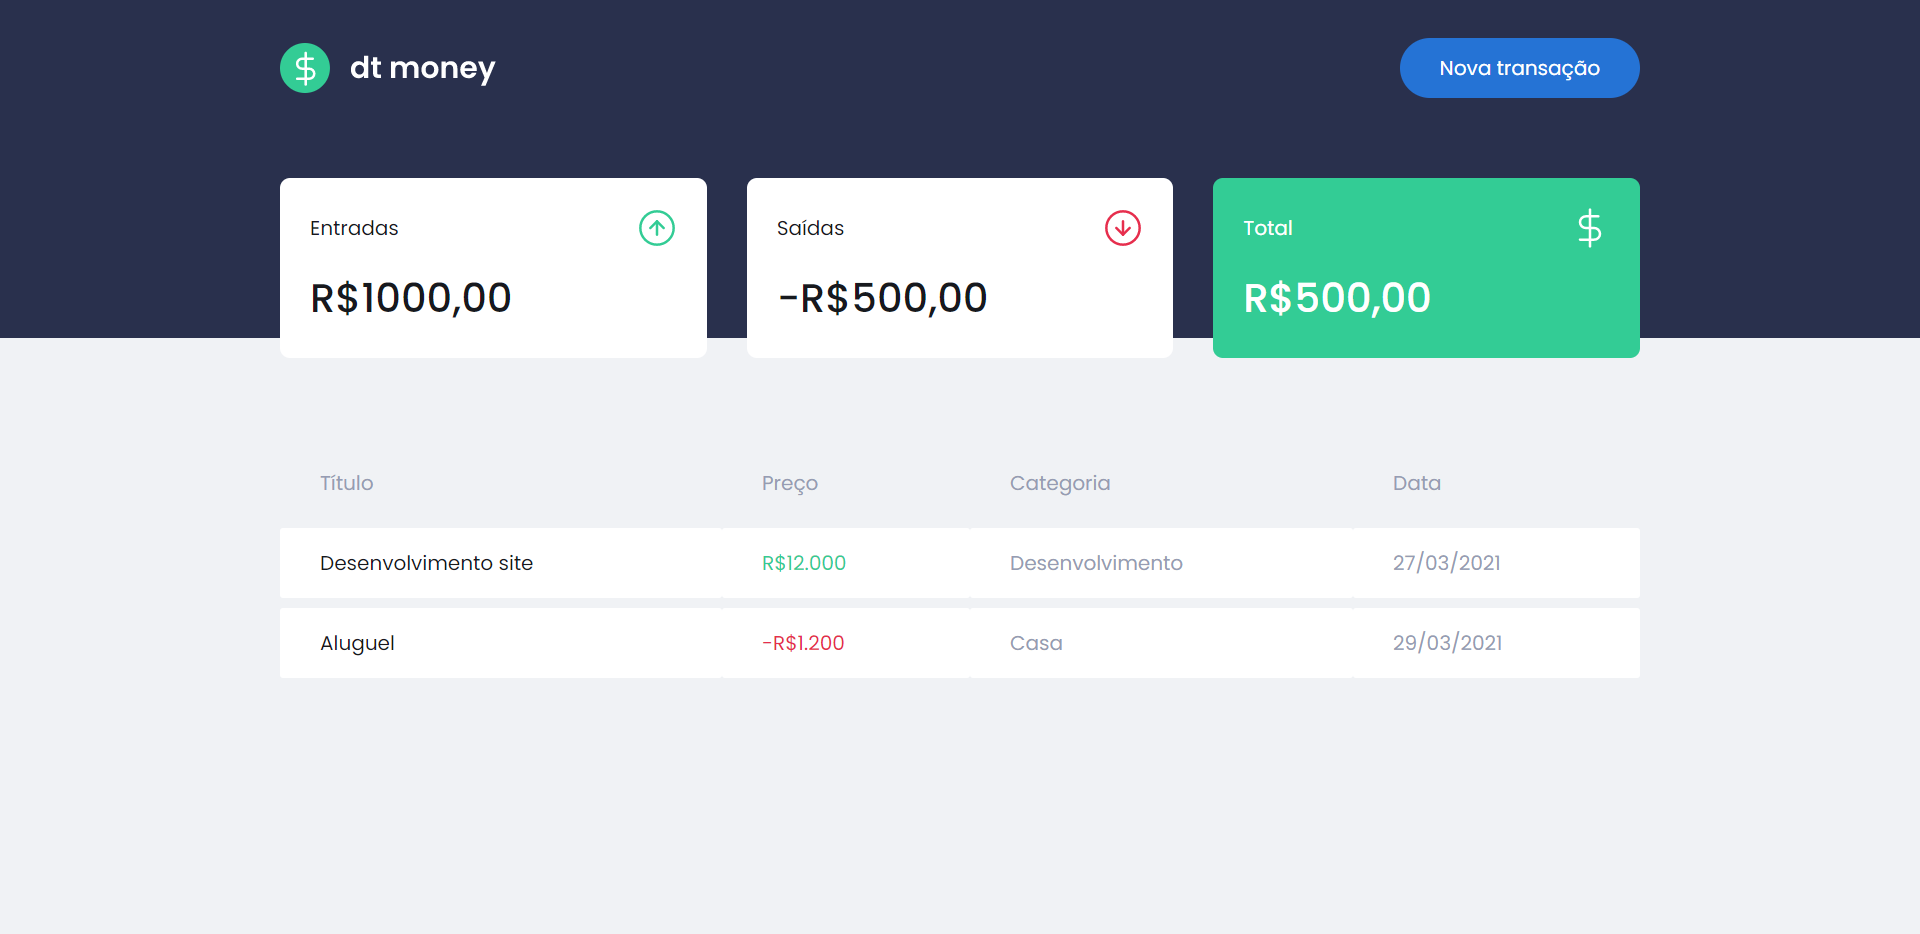 dt money
Nova transação
Entradas
R$1000,00
Saídas
-R$500,00
Total
R$500,00
Título Preço Categoria Data
Desenvolvimento site R$12.000 Desenvolvimento 27/03/2021
Aluguel -R$1.200 Casa 29/03/2021